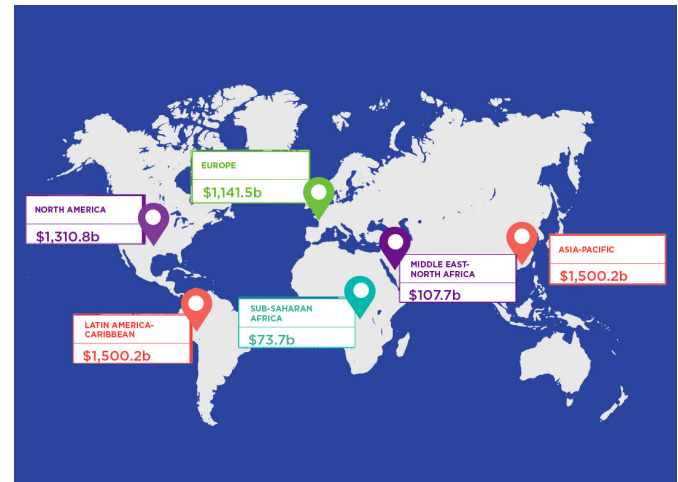 EUROPE
$1,141.5b
NORTH AMERICA
$1,310.8b
ASIA-PACIFIC
$1,500.2b
MIDDLE EAST-
NORTH AFRICA
$107.7b
SUB-SAHARAN
AFRICA
$73.7b
LATIN AMERICA-
CARIBBEAN
$1,500.2b